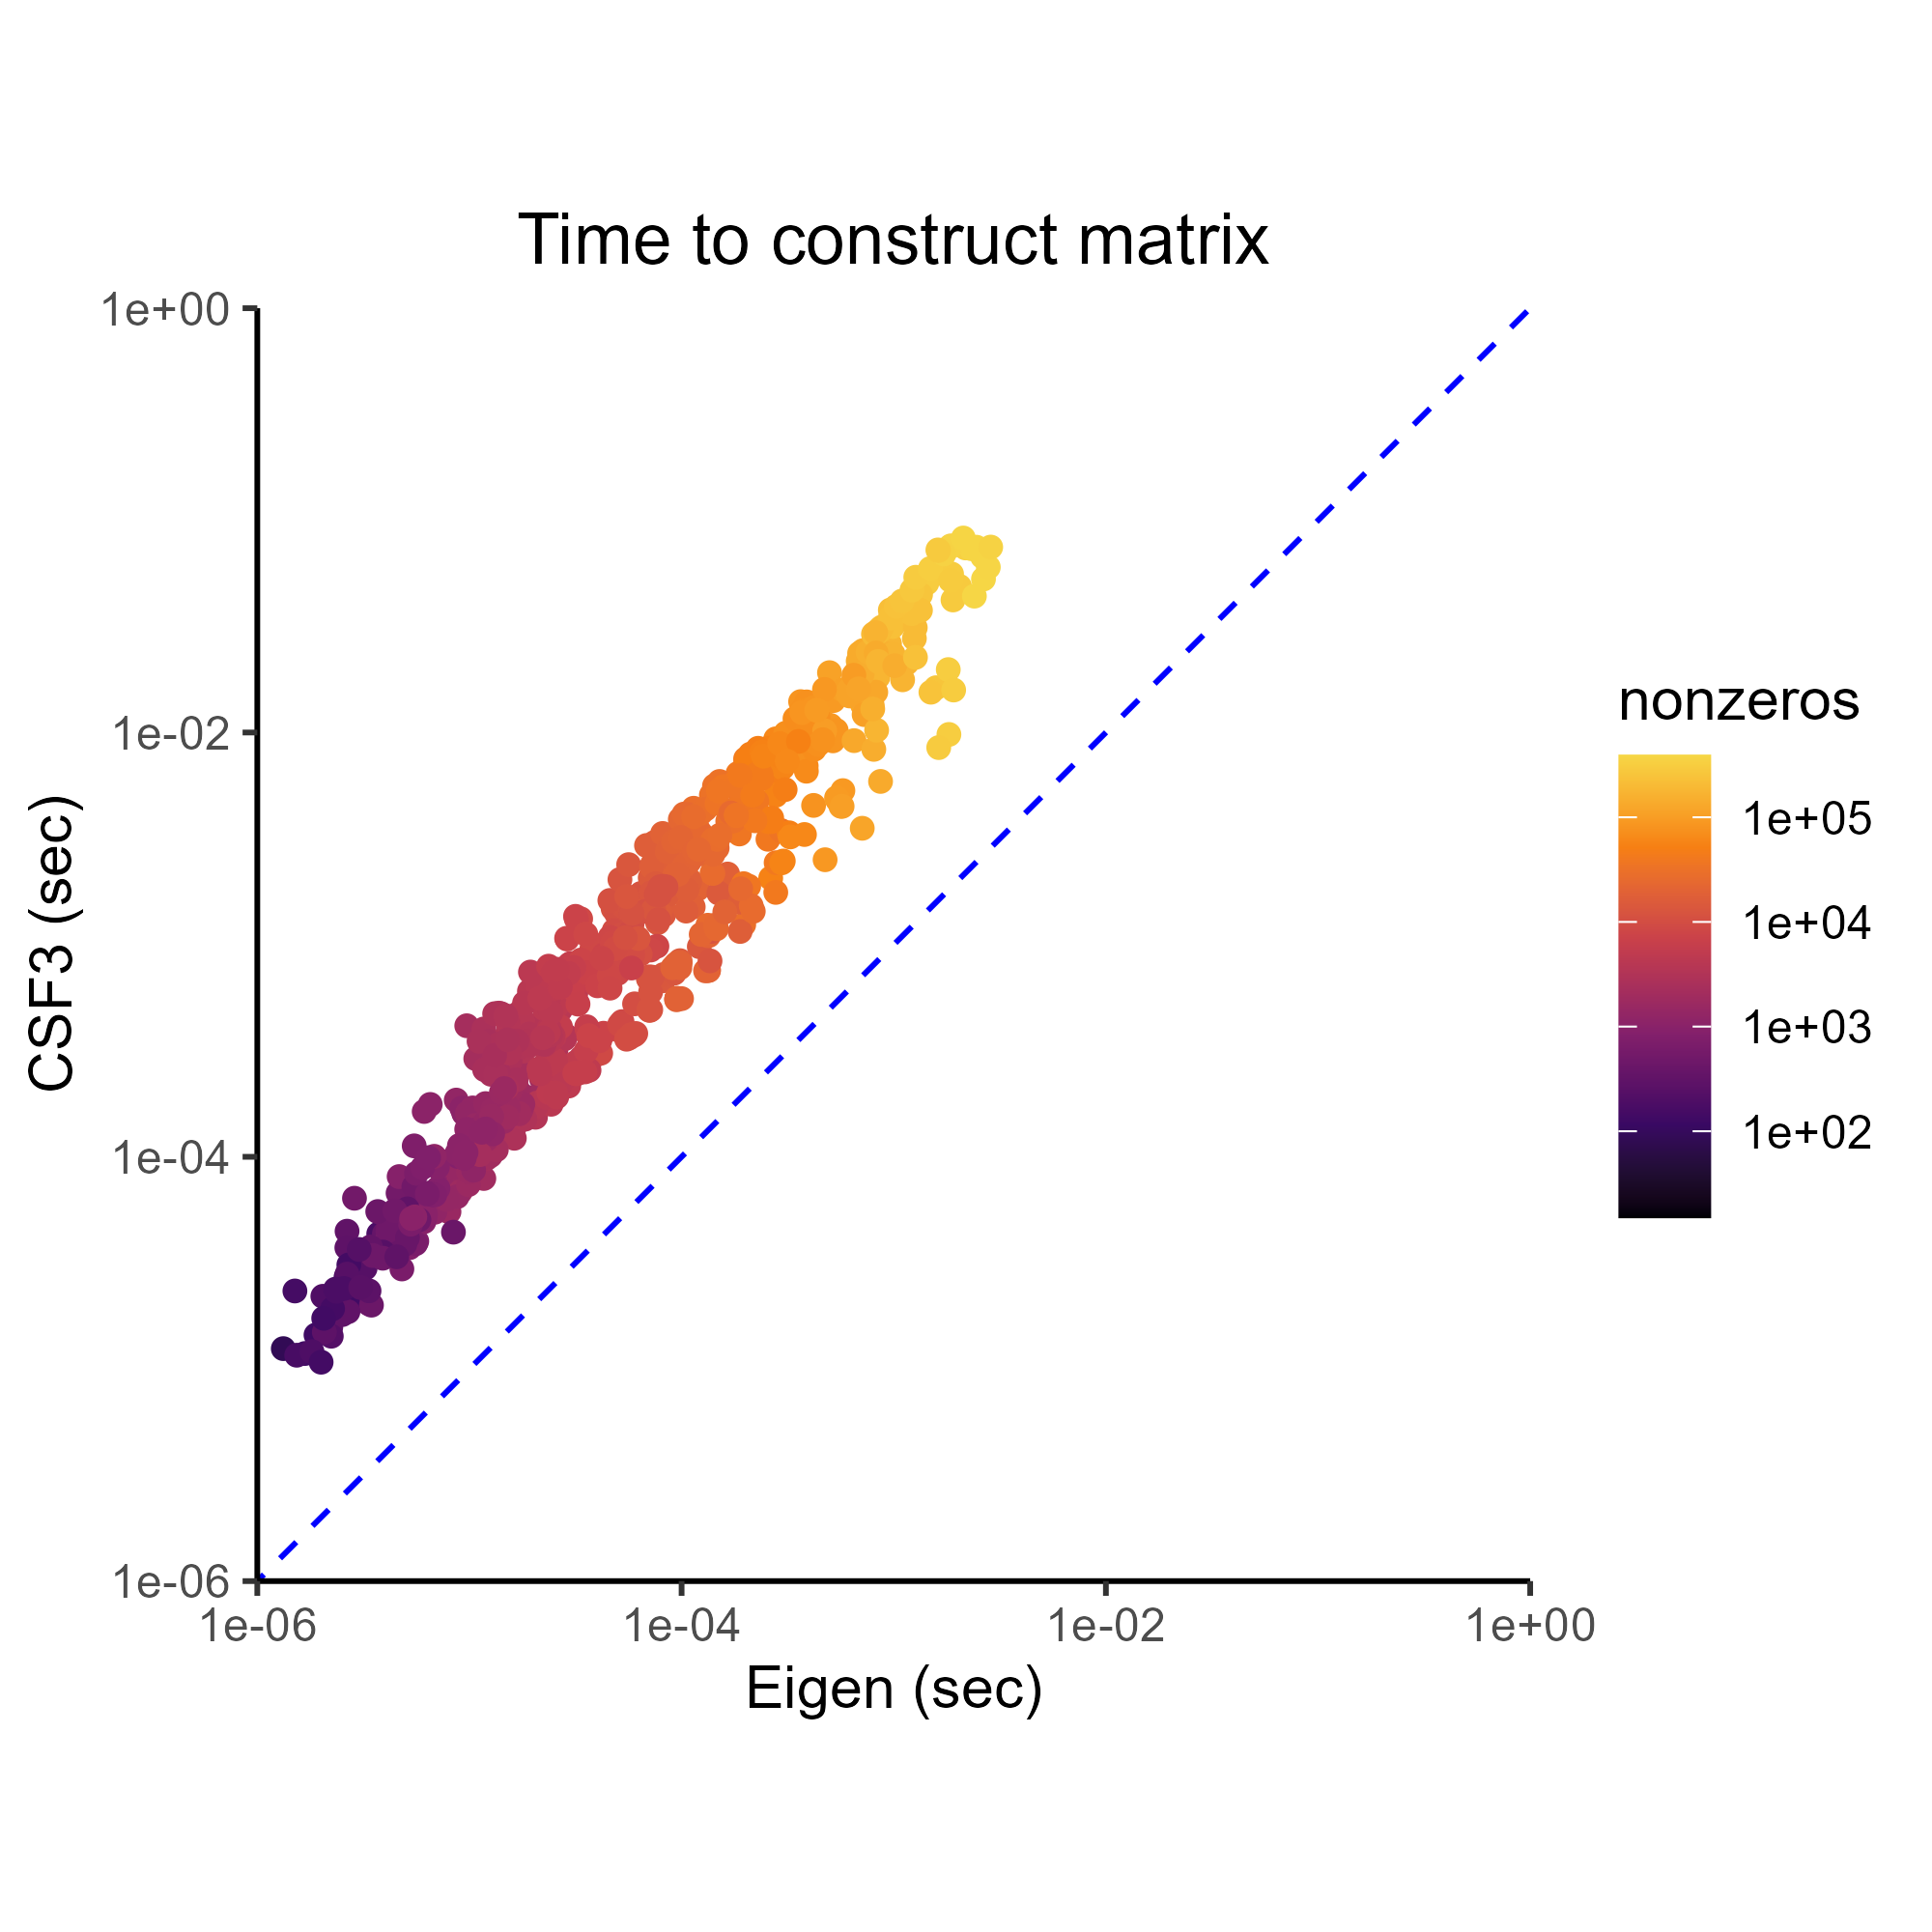 Time to construct matrix
1e+00
1e-02
1e-04
1e-06
CSF3 (sec)
1e-06
1e-04
1e-02
1e+00
Eigen (sec)
nonzeros
1e+05
1e+04
1e+03
1e+02